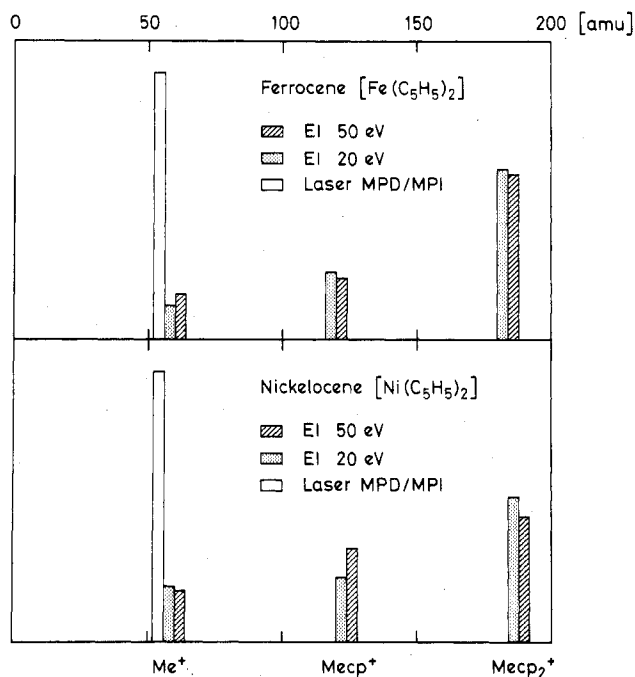 0 50 100 150 200 [amu]
Ferrocene [Fe(C5H5)2]
EI 50 eV
EI 20 eV
Laser MPD/MPI
Nickelocene [Ni(C5H5)2]
EI 50 eV
EI 20 eV
Laser MPD/MPI
Me+ Mecp+ Mecp2+